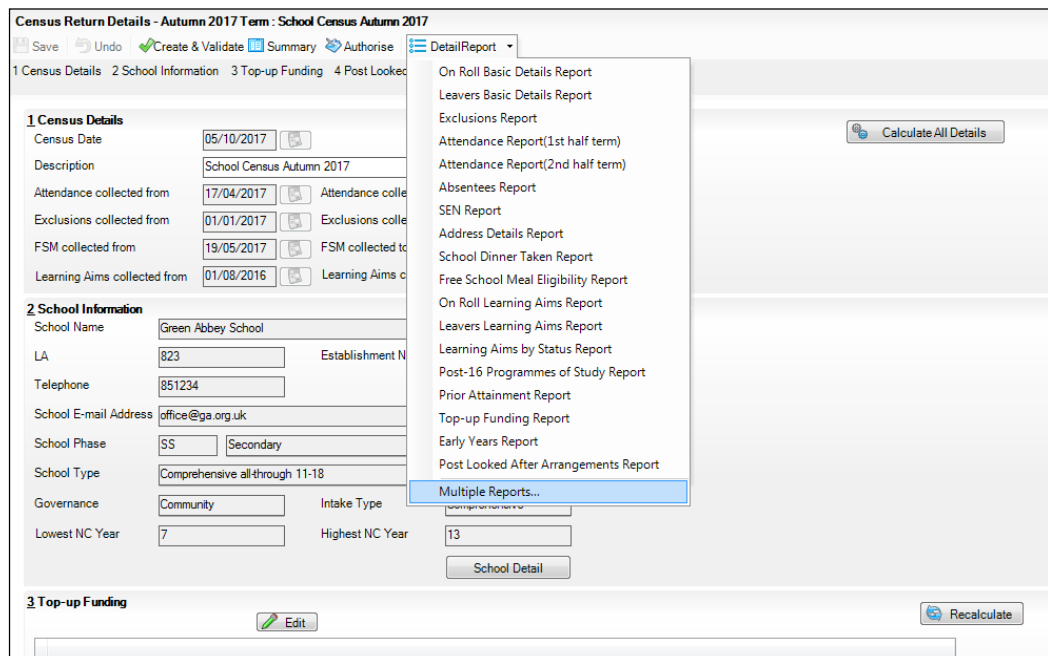 Census Return Details - Autumn 2017 Term : School Census Autumn 2017
Save Undo Create & Validate Summary Authorise DetailReport
1 Census Details 2 School Information 3 Top-up Funding 4 Post Looked
On Roll Basic Details Report
Leavers Basic Details Report
Exclusions Report
Attendance Report(1st half term)
Attendance Report(2nd half term)
Absentees Report
SEN Report
Address Details Report
School Dinner Taken Report
Free School Meal Eligibility Report
On Roll Learning Aims Report
Leavers Learning Aims Report
Learning Aims by Status Report
Post-16 Programmes of Study Report
Prior Attainment Report
Top-up Funding Report
Early Years Report
Post Looked After Arrangements Report
Multiple Reports...
1 Census Details
Calculate All Details
Census Date 05/10/2017
Description School Census Autumn 2017
Attendance collected from 17/04/2017 Attendance colle
Exclusions collected from 01/01/2017 Exclusions colle
FSM collected from 19/05/2017 FSM collected to
Learning Aims collected from 01/08/2016 Learning Aims c
2 School Information
School Name Green Abbey School
LA 823 Establishment N
Telephone 851234
School E-mail Address office@ga.org.uk
School Phase SS Secondary
School Type Comprehensive all-through 11-18
Governance Community Intake Type Comprehensive
Lowest NC Year 7 Highest NC Year 13
School Detail
3 Top-up Funding
Edit Recalculate